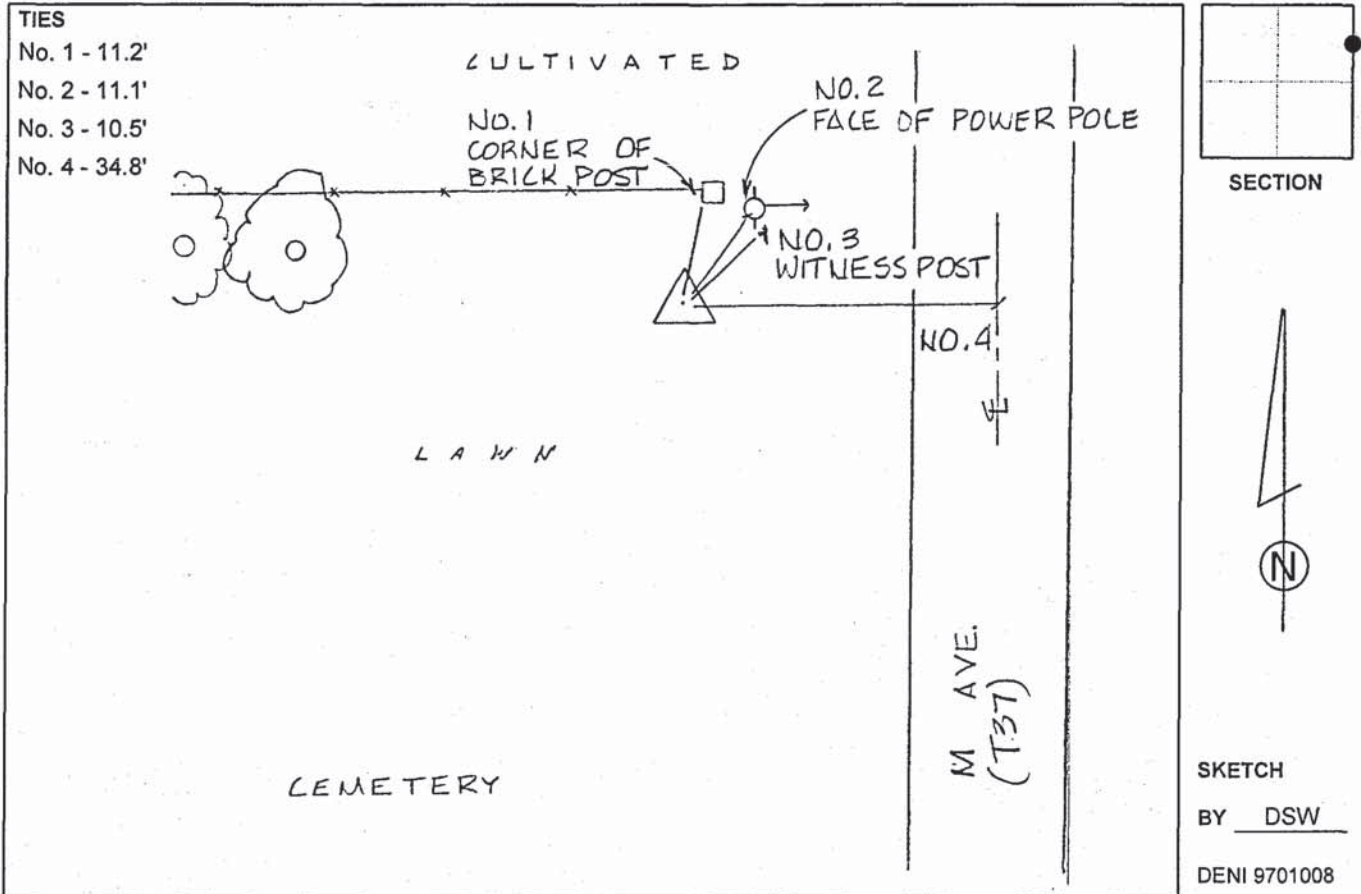 TIES
No. 1 - 11.2'
No. 2 - 11.1'
No. 3 - 10.5'
No. 4 - 34.8'
CULTIVATED
NO.1
CORNER OF
BRICK POST
NO.2
FACE OF POWER POLE
NO.3
WITNESS POST
NO.4
LAWN
CEMETERY
M AVE.
(T37)
SECTION
N
SKETCH
BY DSW
DENI 9701008